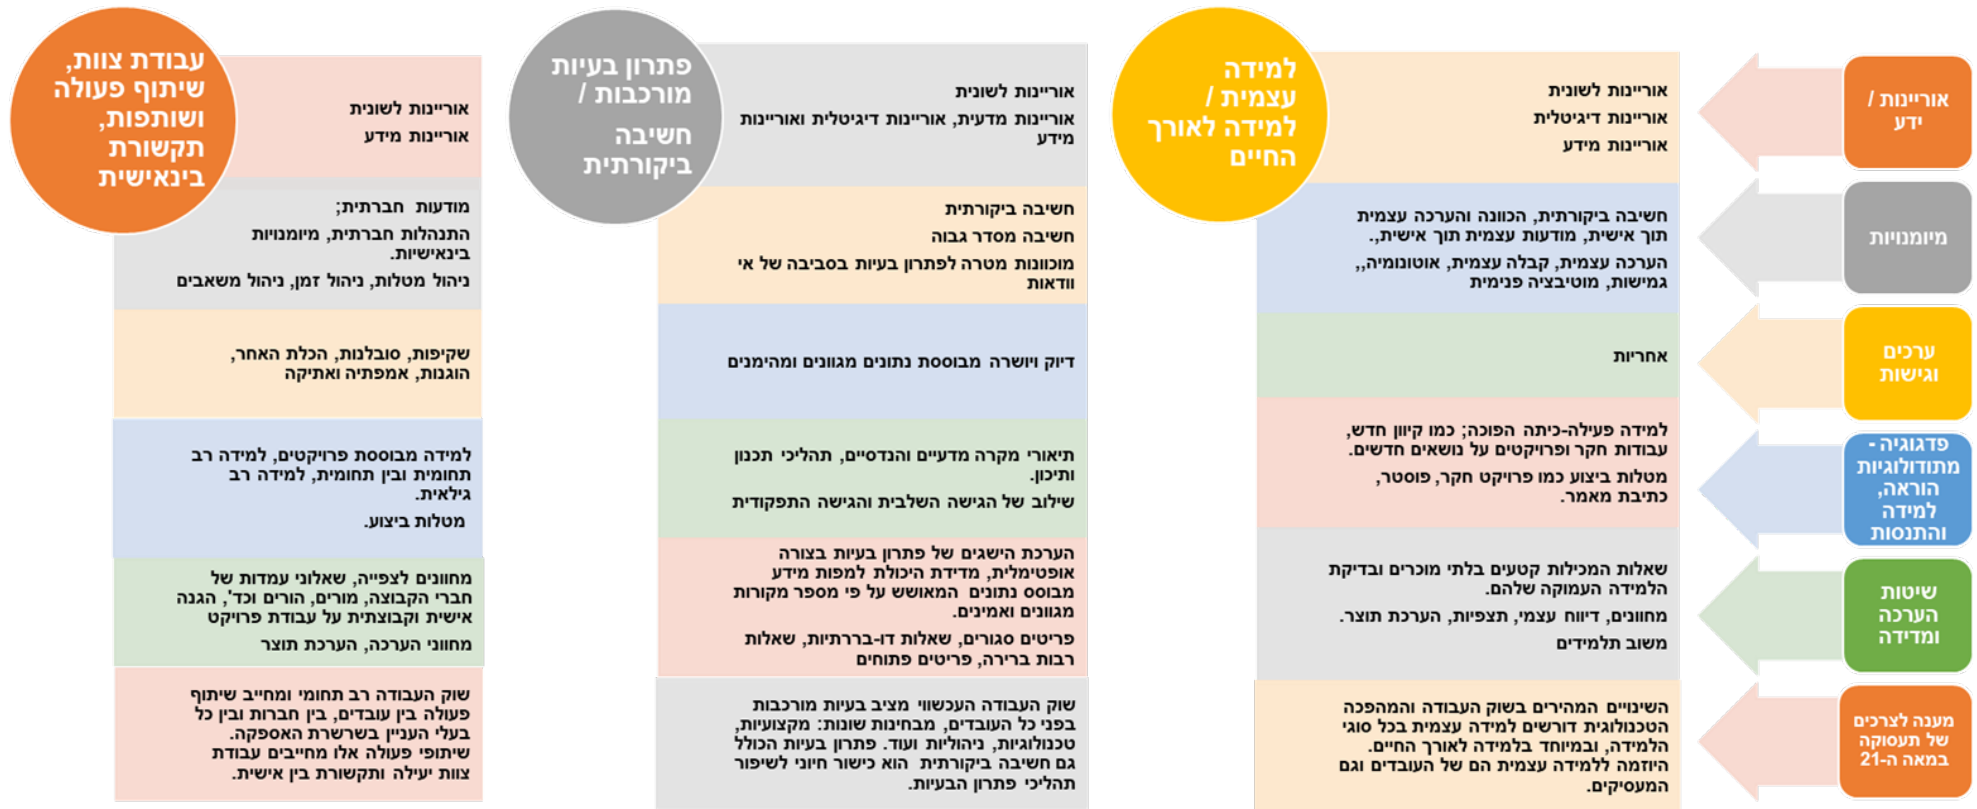 אוריינות /
ידע
מיומנויות
ערכים
וגישות
פדגוגיה -
מתודולוגיות
הוראה,
למידה
והתנסות
שיטות
הערכה
ומדידה
מענה לצרכים
של תעסוקה
במאה ה-21
למידה
עצמית /
למידה לאורך
החיים
אוריינות לשונית
אוריינות דיגיטלית
אוריינות מידע
חשיבה ביקורתית, הכוונה והערכה עצמית
תוך אישית, מודעות עצמית תוך אישית,.
הערכה עצמית, קבלה עצמית, אוטונומיה,,
גמישות, מוטיבציה פנימית
אחריות
למידה פעילה-כיתה הפוכה; כמו קיוון חדש,
עבודות חקר ופרויקטים על נושאים חדשים.
מטלות ביצוע כמו פרויקט חקר, פוסטר,
כתיבת מאמר.
שאלות המכילות קטעים בלתי מוכרים ובדיקת
הלמידה העמוקה שלהם.
מחוונים, דיווח עצמי, תצפיות, הערכת תוצר.
משוב תלמידים
השינויים המהירים בשוק העבודה והמהפכה
הטכנולוגית דורשים למידה עצמית בכל סוגי
הלמידה, ובמיוחד בלמידה לאורך החיים.
היוזמה ללמידה עצמית הם של העובדים וגם
המעסיקים.
פתרון בעיות
מורכבות /
חשיבה
ביקורתית
אוריינות לשונית
אוריינות מדעית, אוריינות דיגיטלית ואוריינות
מידע
חשיבה ביקורתית
חשיבה מסדר גבוה
מוכוונות מטרה לפתרון בעיות בסביבה של אי
וודאות
דיוק ויושרה מבוססת נתונים מגוונים ומהימנים
תיאורי מקרה מדעיים והנדסיים, תהליכי תכנון
ותיכון.
שילוב של הגישה השלבית והגישה התפקודית
הערכת הישגים של פתרון בעיות בצורה
אופטימלית, מדידת היכולת למפות מידע
מבוסס נתונים המאושש על פי מספר מקורות
מגוונים ואמינים.
פריטים סגורים, שאלות דו-בררתיות, שאלות
רבות ברירה, פריטים פתוחים
שוק העבודה העכשווי מציב בעיות מורכבות
בפני כל העובדים, מבחינות שונות: מקצועיות,
טכנולוגיות, ניהוליות ועוד. פתרון בעיות הכולל
גם חשיבה ביקורתית הוא כישור חיוני לשיפור
תהליכי פתרון הבעיות.
עבודת צוות,
שיתוף פעולה
ושותפות,
תקשורת
בינאישית
אוריינות לשונית
אוריינות מידע
מודעות חברתית;
התנהלות חברתית, מיומנויות
בינאישיות.
ניהול מטלות, ניהול זמן, ניהול משאבים
שקיפות, סובלנות, הכלת האחר,
הוגנות, אמפתיה ואתיקה
למידה מבוססת פרויקטים, למידה רב
תחומית ובין תחומית, למידה רב
גילאית.
מטלות ביצוע.
מחוונים לצפייה, שאלוני עמדות של
חברי הקבוצה, מורים, הורים וכד', הגנה
אישית וקבוצתית על עבודת פרויקט
מחווני הערכה, הערכת תוצר
שוק העבודה רב תחומי ומחייב שיתוף
פעולה בין עובדים, בין חברות ובין כל
בעלי העניין בשרשרת האספקה.
שיתופי פעולה אלו מחייבים עבודת
צוות יעילה ותקשורת בין אישית.